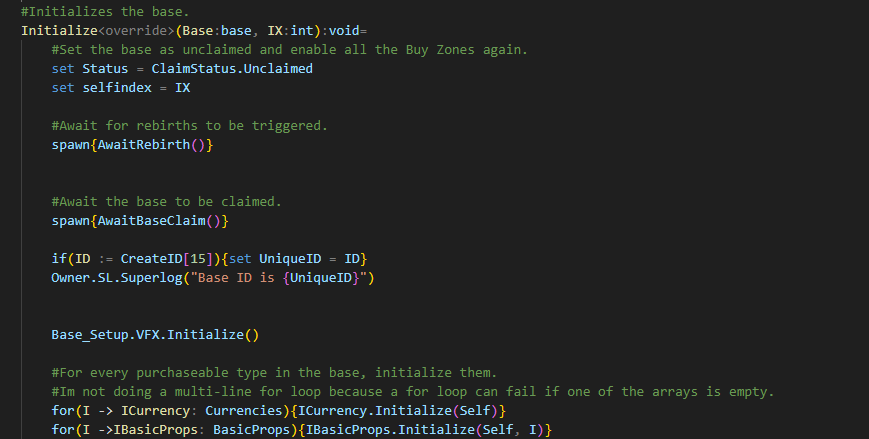 #Initializes the base.
Initialize<override>(Base:base, IX:int):void=
#Set the base as unclaimed and enable all the Buy Zones again.
set Status = ClaimStatus.Unclaimed
set selfindex = IX
#Await for rebirths to be triggered.
spawn{AwaitRebirth()}
#Await the base to be claimed.
spawn{AwaitBaseClaim()}
if(ID := CreateID[15]){set UniqueID = ID}
Owner.SL.Superlog("Base ID is {UniqueID}")
Base_Setup.VFX.Initialize()
#For every purchaseable type in the base, initialize them.
#Im not doing a multi-line for loop because a for loop can fail if one of the arrays is empty.
for(I -> ICurrency: Currencies){ICurrency.Initialize(Self)}
for(I ->IBasicProps: BasicProps){IBasicProps.Initialize(Self, I)}